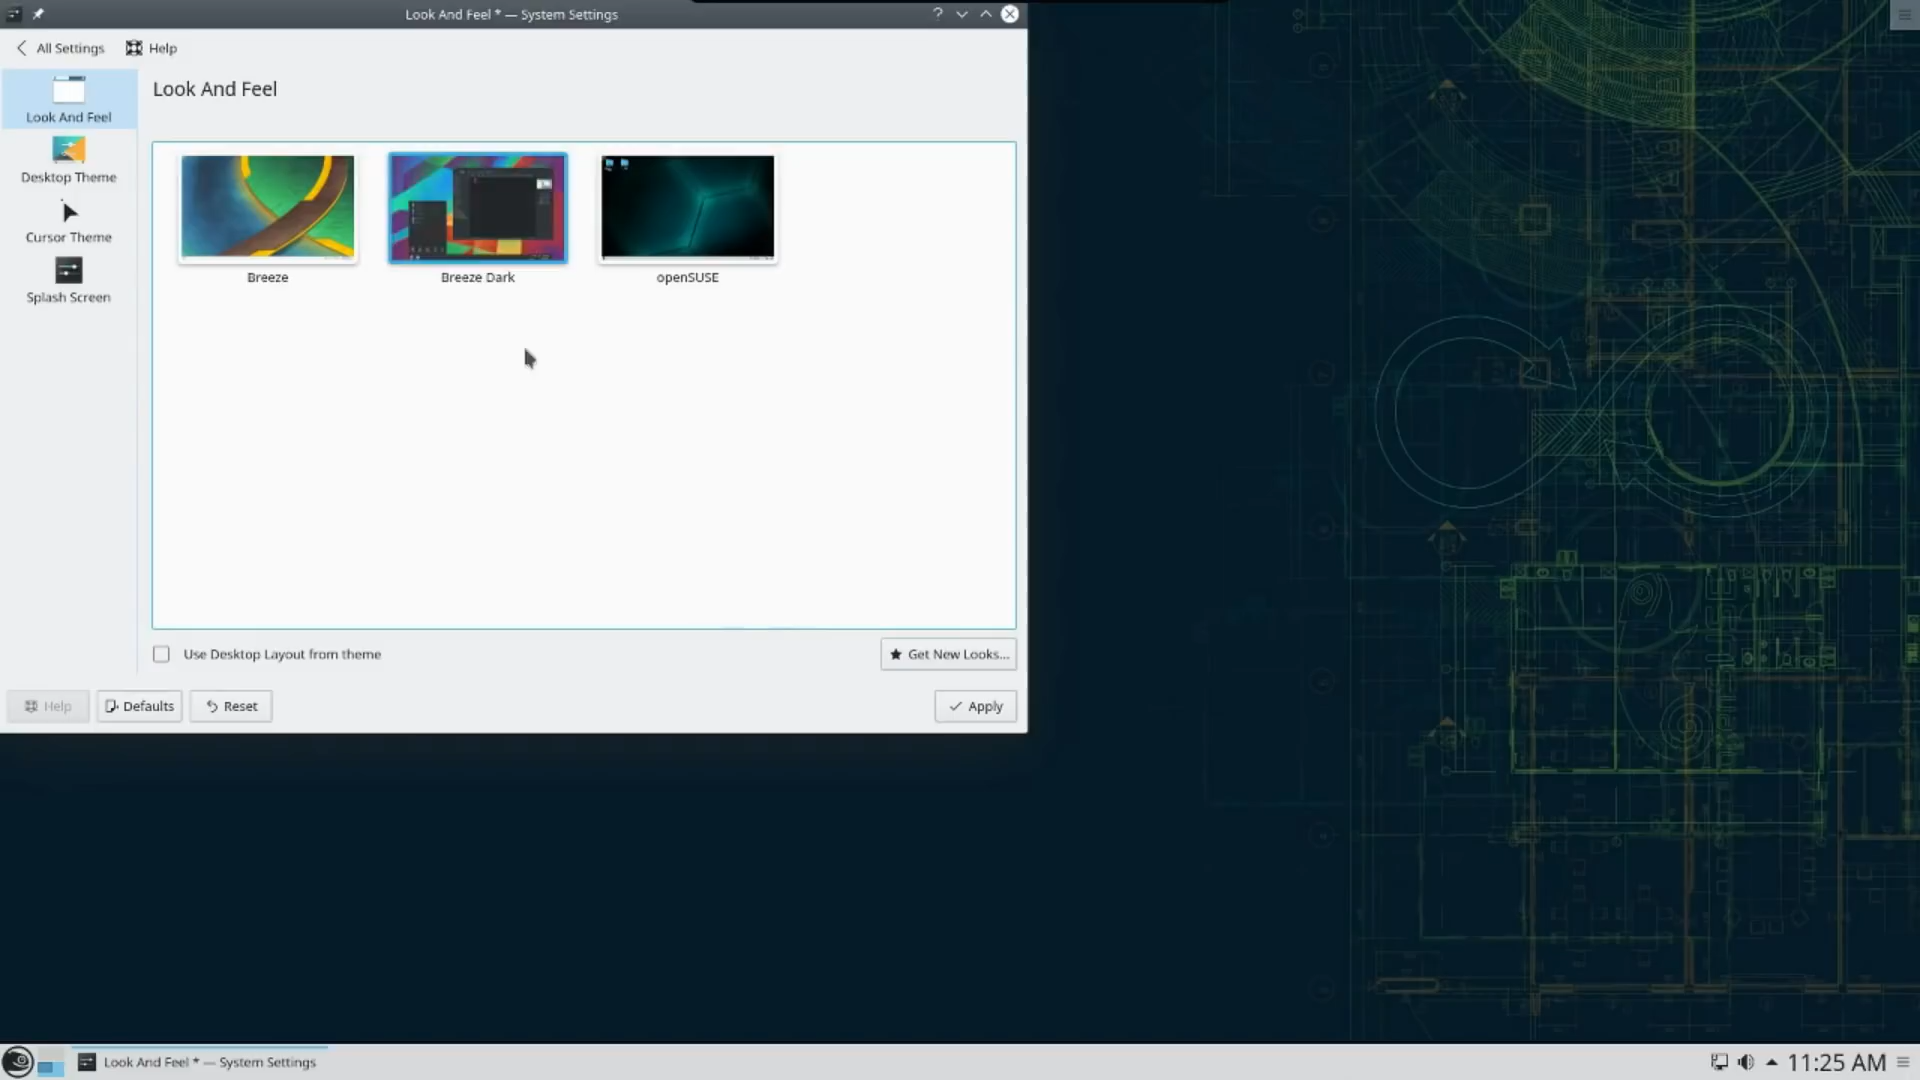 Look And Feel * — System Settings
?
All Settings
Help
Look And Feel
Desktop Theme
Cursor Theme
Splash Screen
Look And Feel
Breeze
Breeze Dark
openSUSE
Use Desktop Layout from theme
Get New Looks...
Help
Defaults
Reset
Apply
Look And Feel * — System Settings
11:25 AM